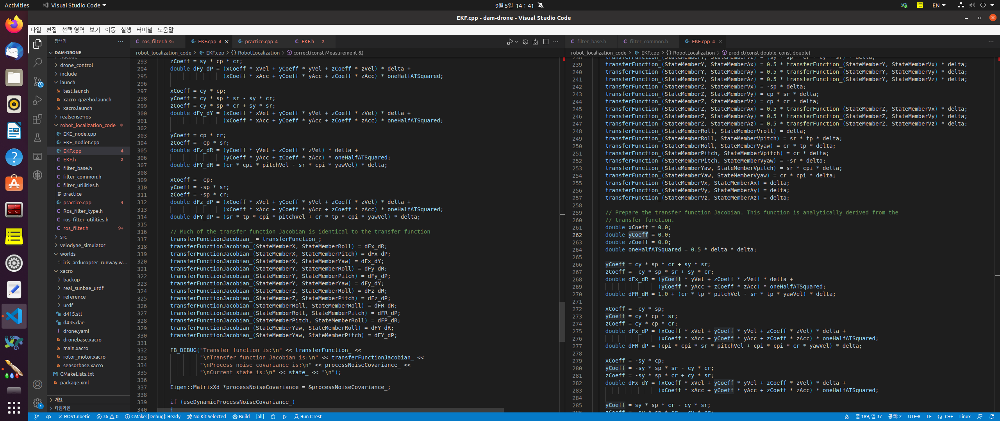 Activities
Visual Studio Code
9월 5일 14 : 41
EN
EKF.cpp - dam-drone - Visual Studio Code
파일 편집 선택 영역 보기 이동 실행 터미널 도움말
탐색기
DAM-DRONE
.vscode
drone_control
include
launch
test.launch
xacro_gazebo.launch
xacro.launch
realsense-ros
robot_localization_code
EKE_node.cpp
EKF_nodlet.cpp
EKF.cpp 4
EKF.h 2
filter_base.h
filter_common.h
filter_utilities.h
practice
practice.cpp 4
Ros_filter_type.h
ros_filter_utilities.h
ros_filter.h 9+
src
velodyne_simulator
worlds
iris_arducopter_runway.w...
xacro
backup
real_sunbae_urdf
reference
urdf
d415.stl
d435.dae
drone.yaml
dronebase.xacro
main.xacro
rotor_motor.xacro
sensorbase.xacro
CMakeLists.txt
package.xml
개요
타임라인
ros_filter.h 9+ EKF.cpp 4 practice.cpp 4 EKF.h 2
robot_localization_code > EKF.cpp > {} RobotLocalization > correct(const Measurement &)
293 zCoeff = sy * cp * cr;
294 double dFy_dP = (xCoeff * xVel + yCoeff * yVel + zCoeff * zVel) * delta +
295 (xCoeff * xAcc + yCoeff * yAcc + zCoeff * zAcc) * oneHalfATSquared;
296
297 xCoeff = cy * cp;
298 yCoeff = cy * sp * sr - sy * cr;
299 zCoeff = cy * sp * cr + sy * sr;
300 double dFy_dY = (xCoeff * xVel + yCoeff * yVel + zCoeff * zVel) * delta +
301 (xCoeff * xAcc + yCoeff * yAcc + zCoeff * zAcc) * oneHalfATSquared;
302
303 yCoeff = cp * cr;
304 zCoeff = -cp * sr;
305 double dFz_dR = (yCoeff * yVel + zCoeff * zVel) * delta +
306 (yCoeff * yAcc + zCoeff * zAcc) * oneHalfATSquared;
307 double dFY_dR = (cr * cpi * pitchVel - sr * cpi * yawVel) * delta;
308
309 xCoeff = -cp;
310 yCoeff = -sp * sr;
311 zCoeff = -sp * cr;
312 double dFz_dP = (xCoeff * xVel + yCoeff * yVel + zCoeff * zVel) * delta +
313 (xCoeff * xAcc + yCoeff * yAcc + zCoeff * zAcc) * oneHalfATSquared;
314 double dFY_dP = (sr * tp * cpi * pitchVel + cr * tp * cpi * yawVel) * delta;
315
316 // Much of the transfer function Jacobian is identical to the transfer function
317 transferFunctionJacobian_ = transferFunction_;
318 transferFunctionJacobian_(StateMemberX, StateMemberRoll) = dFx_dR;
319 transferFunctionJacobian_(StateMemberX, StateMemberPitch) = dFx_dP;
320 transferFunctionJacobian_(StateMemberX, StateMemberYaw) = dFx_dY;
321 transferFunctionJacobian_(StateMemberY, StateMemberRoll) = dFy_dR;
322 transferFunctionJacobian_(StateMemberY, StateMemberPitch) = dFy_dP;
323 transferFunctionJacobian_(StateMemberY, StateMemberYaw) = dFy_dY;
324 transferFunctionJacobian_(StateMemberZ, StateMemberRoll) = dFz_dR;
325 transferFunctionJacobian_(StateMemberZ, StateMemberPitch) = dFz_dP;
326 transferFunctionJacobian_(StateMemberRoll, StateMemberRoll) = dFR_dR;
327 transferFunctionJacobian_(StateMemberRoll, StateMemberPitch) = dFR_dP;
328 transferFunctionJacobian_(StateMemberPitch, StateMemberRoll) = dFP_dR;
329 transferFunctionJacobian_(StateMemberYaw, StateMemberRoll) = dFY_dR;
330 transferFunctionJacobian_(StateMemberYaw, StateMemberPitch) = dFY_dP;
331
332 FB_DEBUG("Transfer function is:\n" << transferFunction_ <<
333 "\nTransfer function Jacobian is:\n" << transferFunctionJacobian_ <<
334 "\nProcess noise covariance is:\n" << processNoiseCovariance_ <<
335 "\nCurrent state is:\n" << state_ << "\n");
336
337 Eigen::MatrixXd *processNoiseCovariance = &processNoiseCovariance_;
338
339 if (useDynamicProcessNoiseCovariance_)
340 {
filter_base.h filter_common.h EKF.cpp 4
robot_localization_code > EKF.cpp > {} RobotLocalization > predict(const double, const double)
238 transferFunction_(StateMemberY, StateMemberVz) = (sy * sp * cr - cy * sr) * delta;
239 transferFunction_(StateMemberY, StateMemberAx) = 0.5 * transferFunction_(StateMemberY, StateMemberVx) * delta;
240 transferFunction_(StateMemberY, StateMemberAy) = 0.5 * transferFunction_(StateMemberY, StateMemberVy) * delta;
241 transferFunction_(StateMemberY, StateMemberAz) = 0.5 * transferFunction_(StateMemberY, StateMemberVz) * delta;
242 transferFunction_(StateMemberZ, StateMemberVx) = -sp * delta;
243 transferFunction_(StateMemberZ, StateMemberVy) = cp * sr * delta;
244 transferFunction_(StateMemberZ, StateMemberVz) = cp * cr * delta;
245 transferFunction_(StateMemberZ, StateMemberAx) = 0.5 * transferFunction_(StateMemberZ, StateMemberVx) * delta;
246 transferFunction_(StateMemberZ, StateMemberAy) = 0.5 * transferFunction_(StateMemberZ, StateMemberVy) * delta;
247 transferFunction_(StateMemberZ, StateMemberAz) = 0.5 * transferFunction_(StateMemberZ, StateMemberVz) * delta;
248 transferFunction_(StateMemberRoll, StateMemberVroll) = delta;
249 transferFunction_(StateMemberRoll, StateMemberVpitch) = sr * tp * delta;
250 transferFunction_(StateMemberRoll, StateMemberVyaw) = cr * tp * delta;
251 transferFunction_(StateMemberPitch, StateMemberVpitch) = cr * delta;
252 transferFunction_(StateMemberPitch, StateMemberVyaw) = -sr * delta;
253 transferFunction_(StateMemberYaw, StateMemberVpitch) = sr * cpi * delta;
254 transferFunction_(StateMemberYaw, StateMemberVyaw) = cr * cpi * delta;
255 transferFunction_(StateMemberVx, StateMemberAx) = delta;
256 transferFunction_(StateMemberVy, StateMemberAy) = delta;
257 transferFunction_(StateMemberVz, StateMemberAz) = delta;
258
259 // Prepare the transfer function Jacobian. This function is analytically derived from the
260 // transfer function.
261 double xCoeff = 0.0;
262 double yCoeff = 0.0;
263 double zCoeff = 0.0;
264 double oneHalfATSquared = 0.5 * delta * delta;
265
266 yCoeff = cy * sp * cr + sy * sr;
267 zCoeff = -cy * sp * sr + sy * cr;
268 double dFx_dR = (yCoeff * yVel + zCoeff * zVel) * delta +
269 (yCoeff * yAcc + zCoeff * zAcc) * oneHalfATSquared;
270 double dFR_dR = 1.0 + (cr * tp * pitchVel - sr * tp * yawVel) * delta;
271
272 xCoeff = -cy * sp;
273 yCoeff = cy * cp * sr;
274 zCoeff = cy * cp * cr;
275 double dFx_dP = (xCoeff * xVel + yCoeff * yVel + zCoeff * zVel) * delta +
276 (xCoeff * xAcc + yCoeff * yAcc + zCoeff * zAcc) * oneHalfATSquared;
277 double dFR_dP = (cpi * cpi * sr * pitchVel + cpi * cpi * cr * yawVel) * delta;
278
279 xCoeff = -sy * cp;
280 yCoeff = -sy * sp * sr - cy * cr;
281 zCoeff = -sy * sp * cr + cy * sr;
282 double dFx_dY = (xCoeff * xVel + yCoeff * yVel + zCoeff * zVel) * delta +
283 (xCoeff * xAcc + yCoeff * yAcc + zCoeff * zAcc) * oneHalfATSquared;
284
285 yCoeff = sy * sp * cr - cy * sr;
286 zCoeff = -sy * sp * sr - cy * cr;
ROS1.noetic 36 0 CMake: [Debug]: Ready No Kit Selected Build [all] Run CTest
줄 189, 열 37 공백: 2 UTF-8 LF C++ Linux